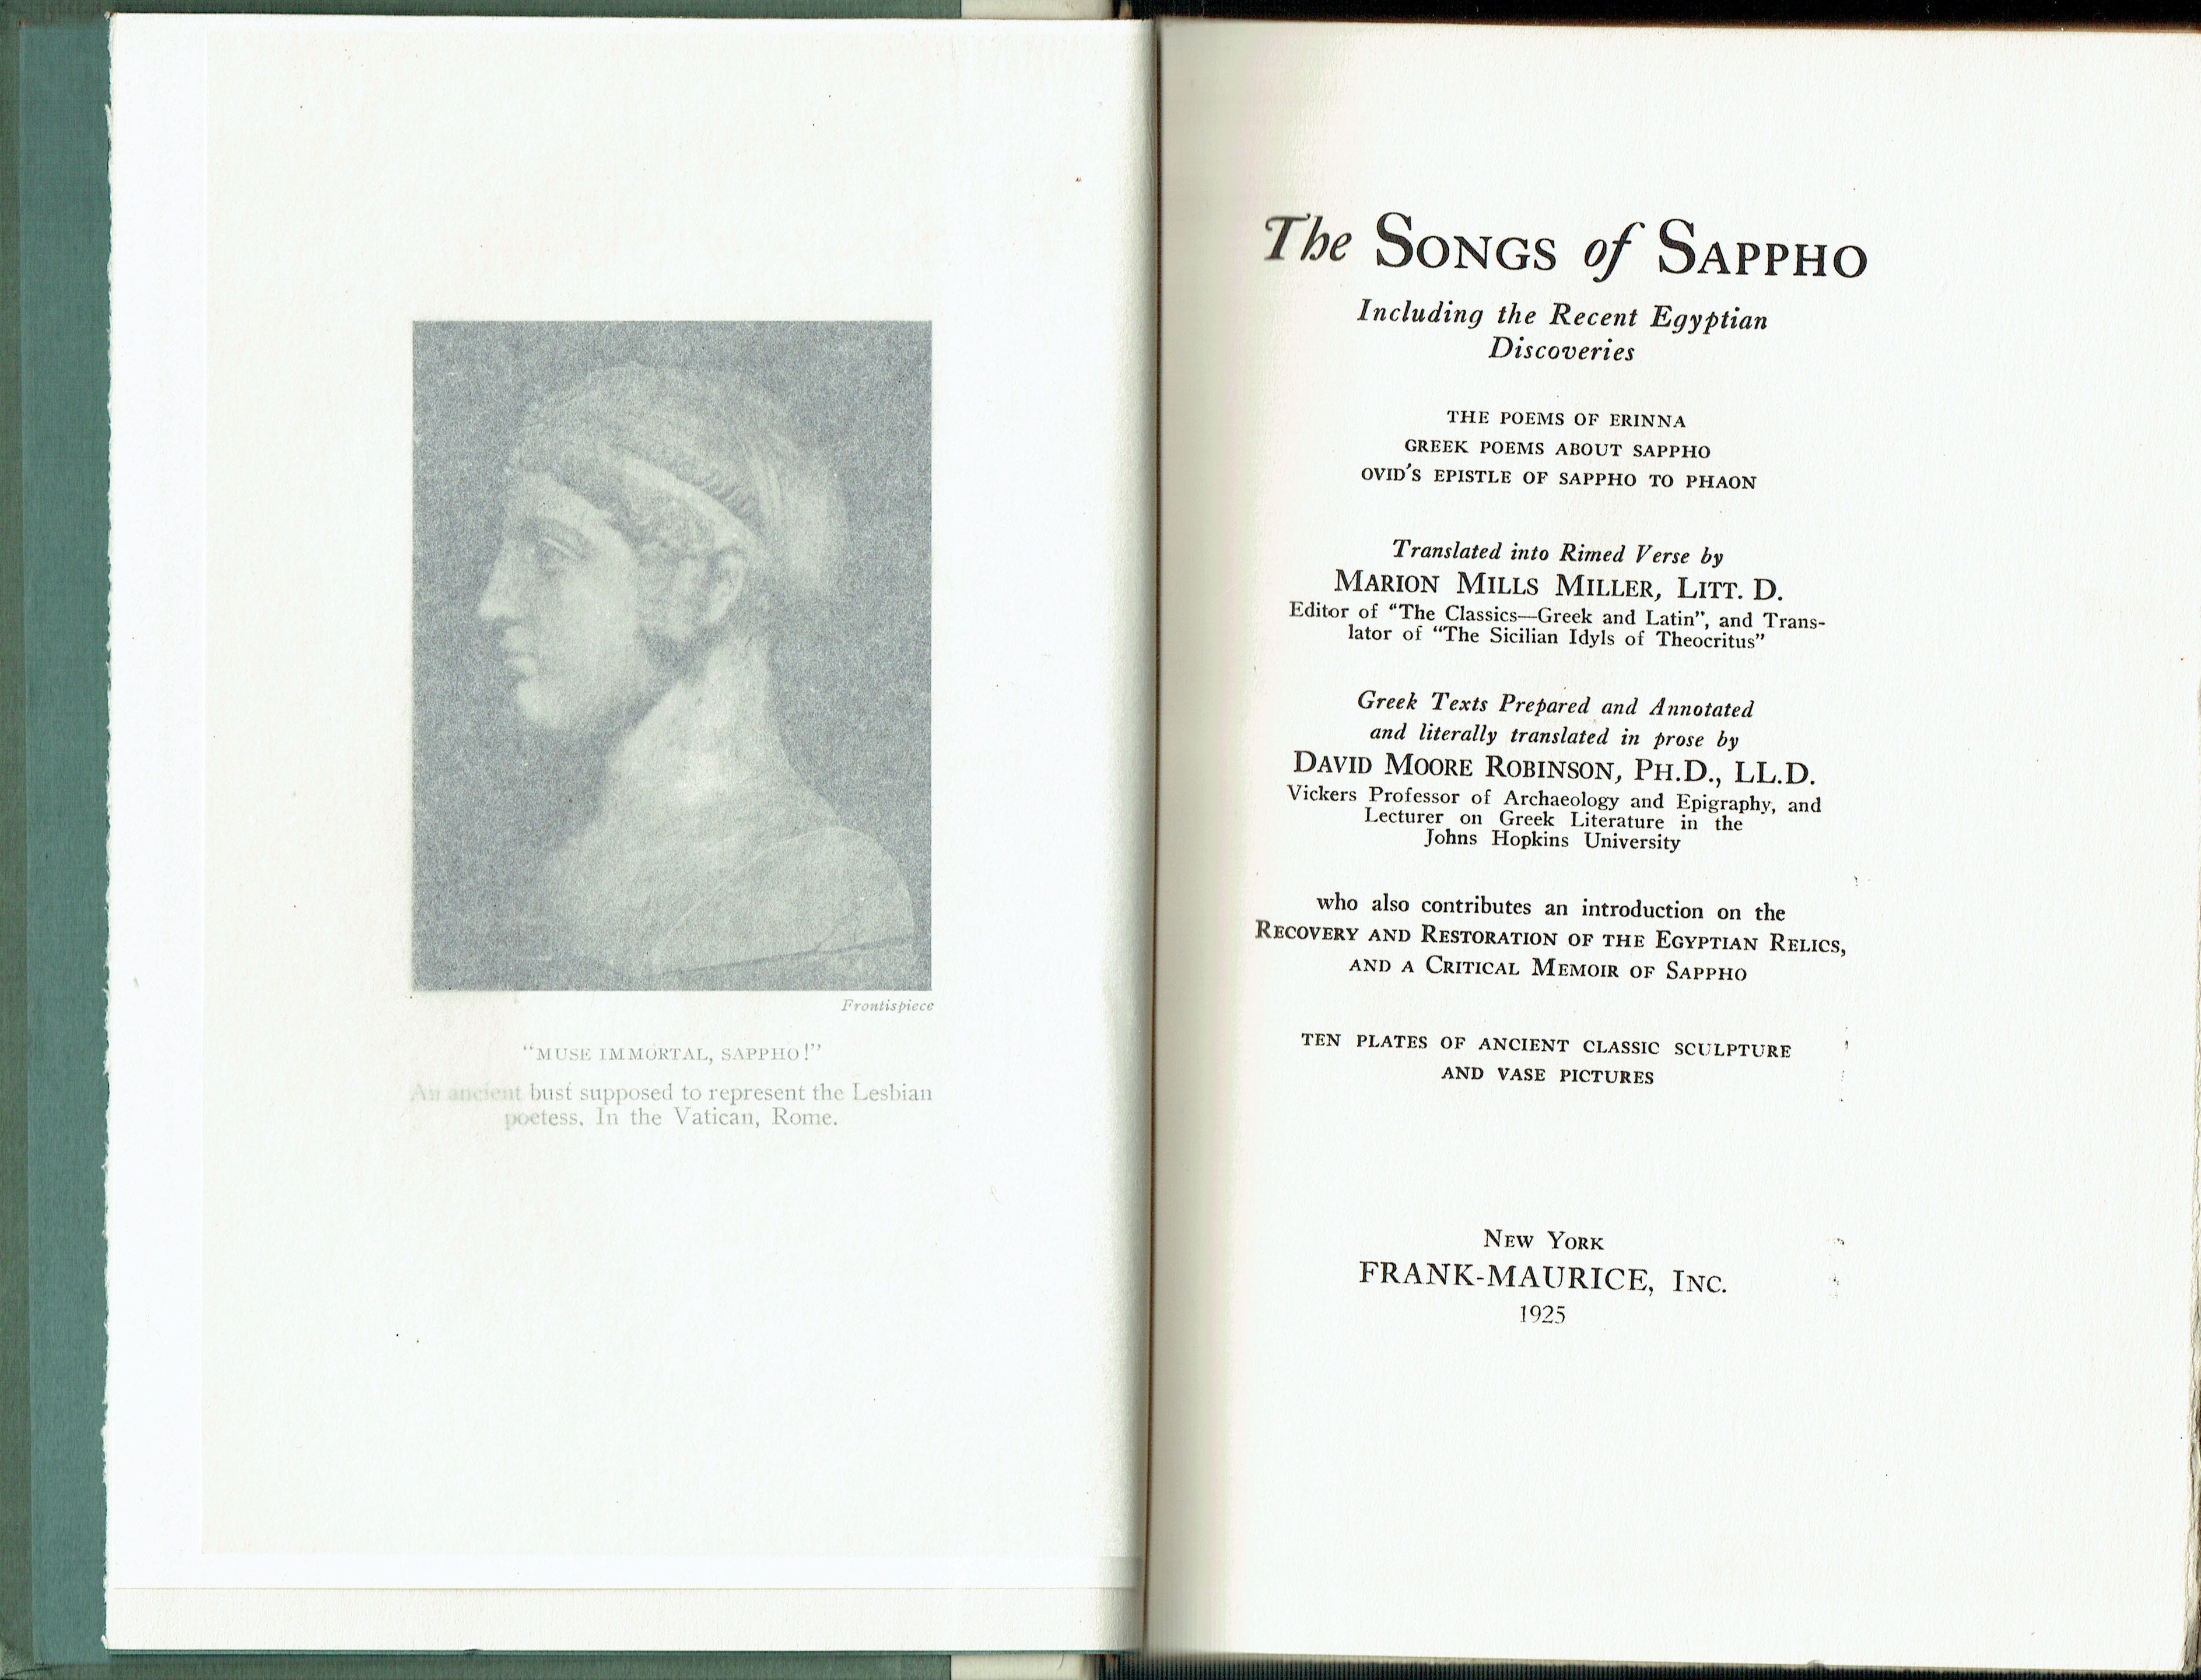 Frontispiece
“MUSE IMMORTAL, SAPPHO!”
An ancient bust supposed to represent the Lesbian
poetess. In the Vatican, Rome.
The SONGS of SAPPHO
Including the Recent Egyptian
Discoveries
THE POEMS OF ERINNA
GREEK POEMS ABOUT SAPPHO
OVID'S EPISTLE OF SAPPHO TO PHAON
Translated into Rimed Verse by
MARION MILLS MILLER, LITT. D.
Editor of “The Classics—Greek and Latin”, and Trans-
lator of “The Sicilian Idyls of Theocritus”
Greek Texts Prepared and Annotated
and literally translated in prose by
DAVID MOORE ROBINSON, PH.D., LL.D.
Vickers Professor of Archaeology and Epigraphy, and
Lecturer on Greek Literature in the
Johns Hopkins University
who also contributes an introduction on the
RECOVERY AND RESTORATION OF THE EGYPTIAN RELICS,
AND A CRITICAL MEMOIR OF SAPPHO
TEN PLATES OF ANCIENT CLASSIC SCULPTURE
AND VASE PICTURES
NEW YORK
FRANK-MAURICE, INC.
1925